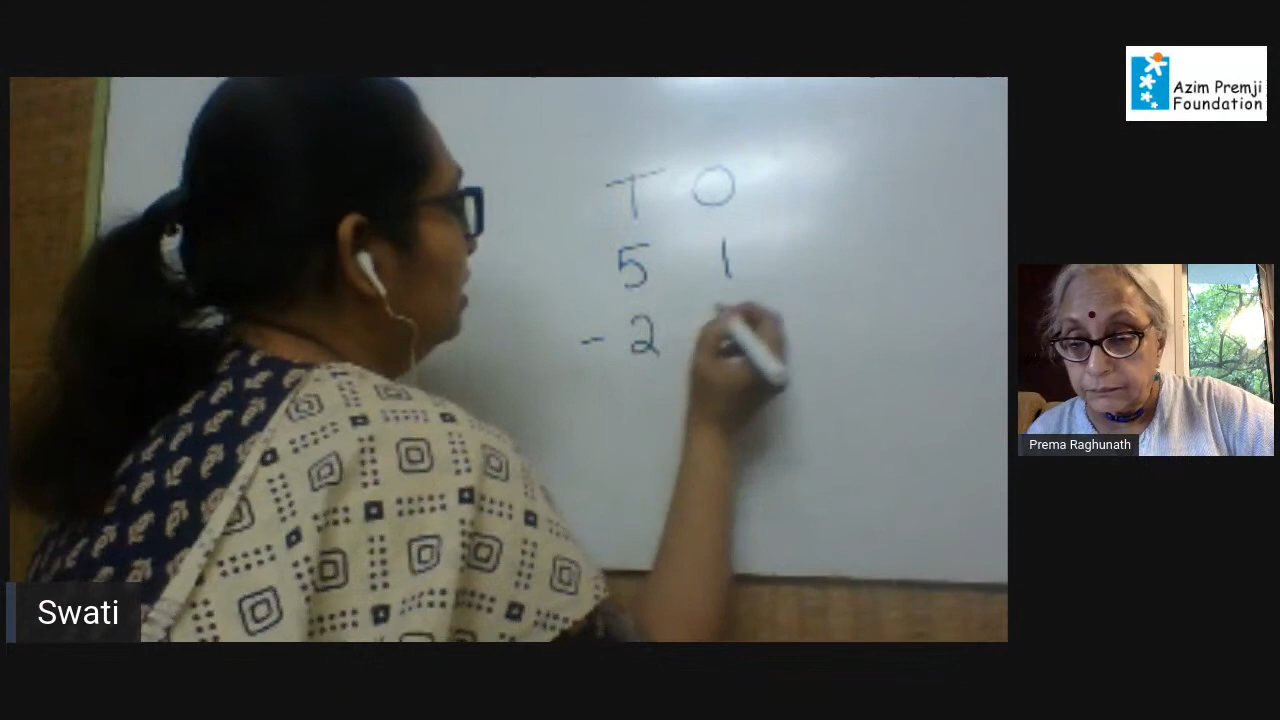 Azim Premji
Foundation
T O
5 1
- 2
Prema Raghunath
Swati